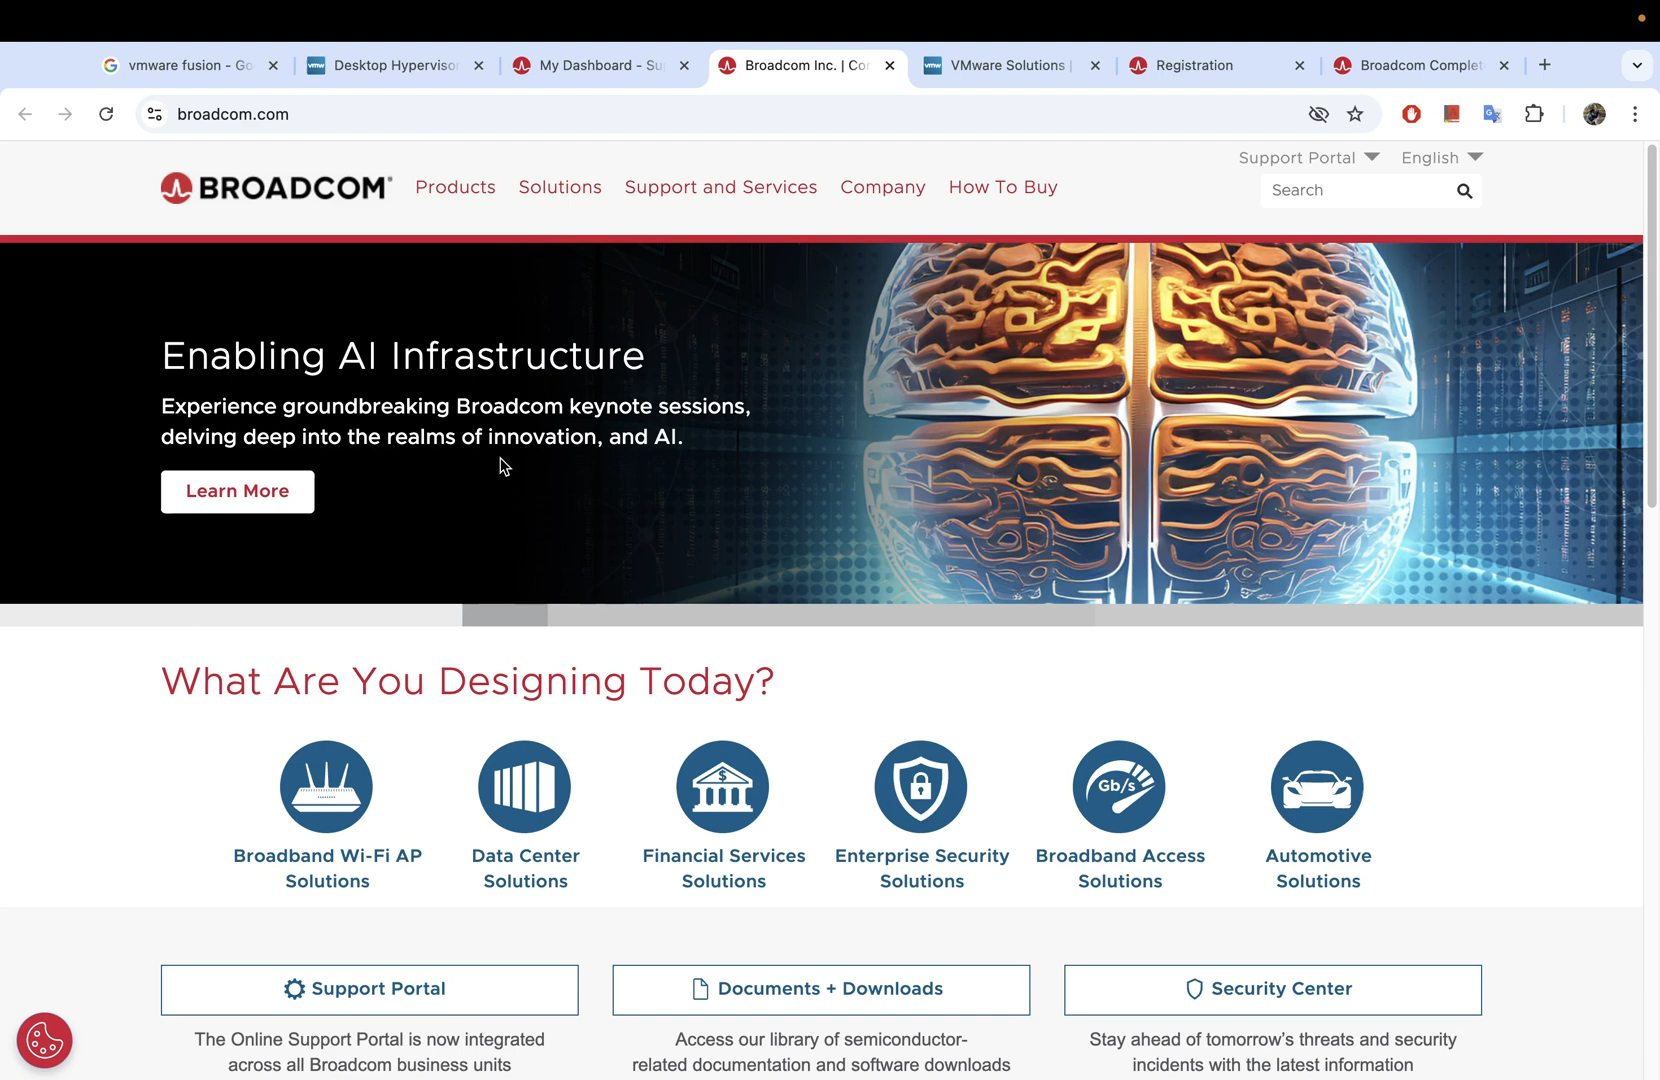 vmware fusion - Go
Desktop Hypervisor
My Dashboard - Su
Broadcom Inc. | Co
VMware Solutions |
Registration
Broadcom Complet
broadcom.com
Support Portal
English
BROADCOM
Products
Solutions
Support and Services
Company
How To Buy
Search
Enabling AI Infrastructure
Experience groundbreaking Broadcom keynote sessions,
delving deep into the realms of innovation, and AI.
Learn More
What Are You Designing Today?
Gb/s
Broadband Wi-Fi AP
Solutions
Data Center
Solutions
Financial Services
Solutions
Enterprise Security
Solutions
Broadband Access
Solutions
Automotive
Solutions
Support Portal
The Online Support Portal is now integrated
across all Broadcom business units
Documents + Downloads
Access our library of semiconductor-
related documentation and software downloads
Security Center
Stay ahead of tomorrow's threats and security
incidents with the latest information